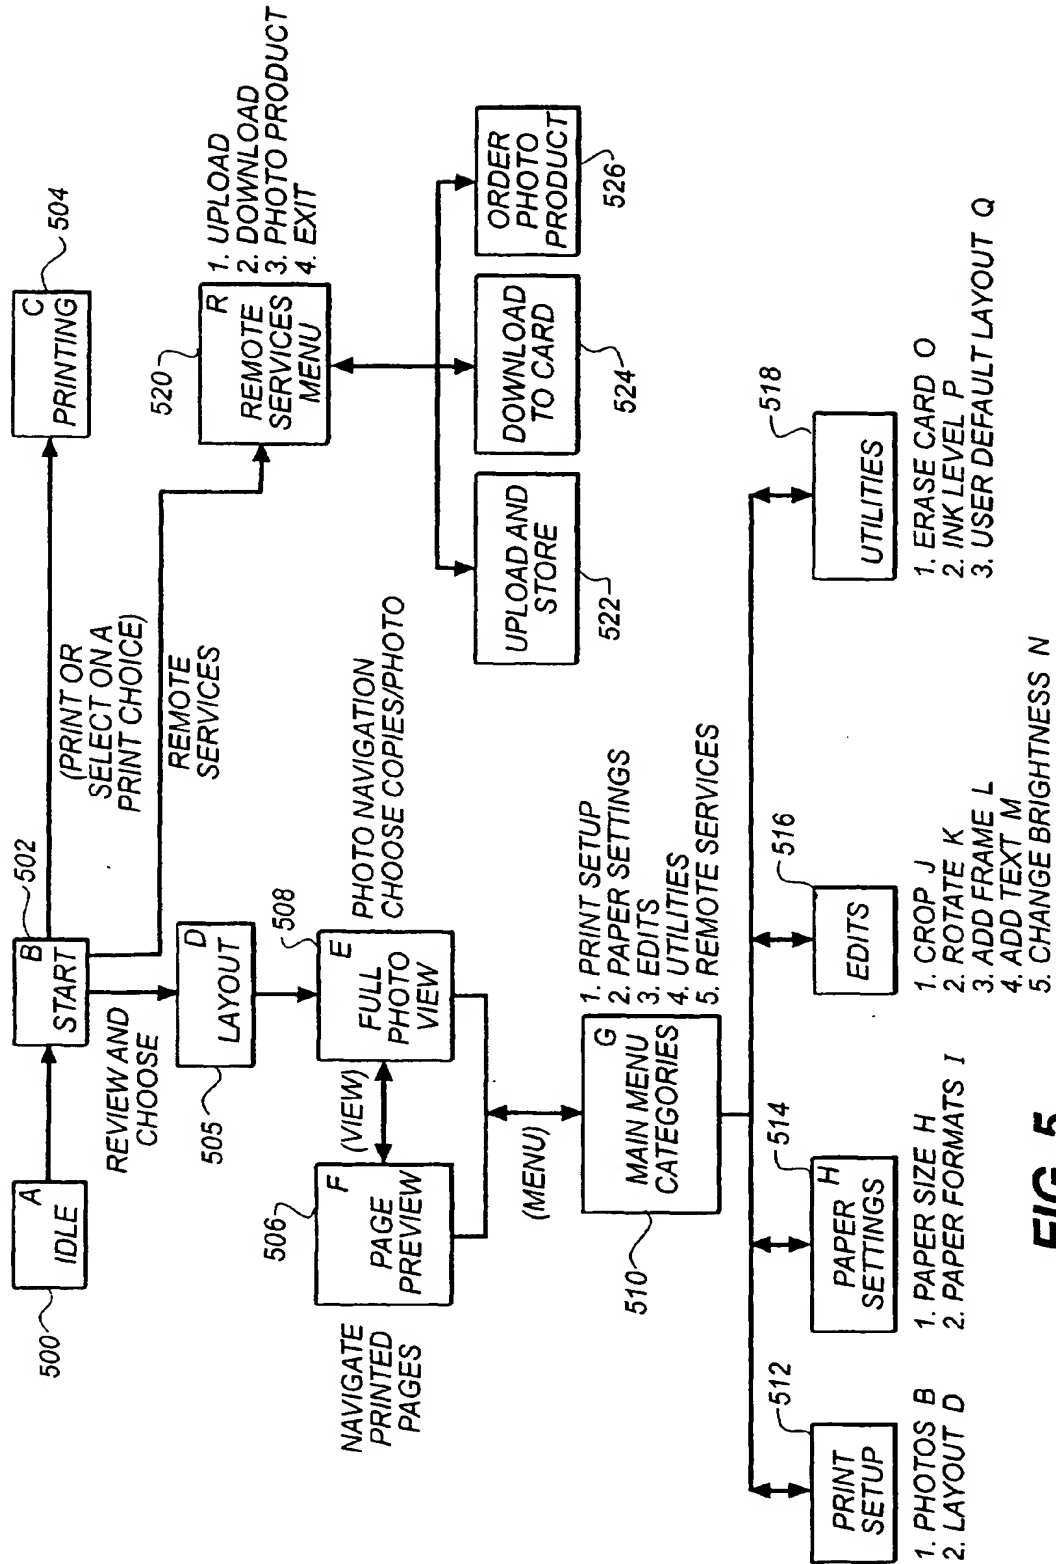 500
A
IDLE
502
B
START
(PRINT OR
SELECT ON A
PRINT CHOICE)
504
C
PRINTING
REVIEW AND
CHOOSE
REMOTE
SERVICES
505
D
LAYOUT
520
R
REMOTE
SERVICES
MENU
1. UPLOAD
2. DOWNLOAD
3. PHOTO PRODUCT
4. EXIT
NAVIGATE
PRINTED
PAGES
506
F
PAGE
PREVIEW
(VIEW)
508
E
FULL
PHOTO
VIEW
PHOTO NAVIGATION
CHOOSE COPIES/PHOTO
UPLOAD AND
STORE
522
DOWNLOAD
TO CARD
524
ORDER
PHOTO
PRODUCT
526
(MENU)
510
G
MAIN MENU
CATEGORIES
1. PRINT SETUP
2. PAPER SETTINGS
3. EDITS
4. UTILITIES
5. REMOTE SERVICES
512
PRINT
SETUP
1. PHOTOS B
2. LAYOUT D
514
H
PAPER
SETTINGS
1. PAPER SIZE H
2. PAPER FORMATS I
516
EDITS
1. CROP J
2. ROTATE K
3. ADD FRAME L
4. ADD TEXT M
5. CHANGE BRIGHTNESS N
518
UTILITIES
1. ERASE CARD O
2. INK LEVEL P
3. USER DEFAULT LAYOUT Q
FIG. 5